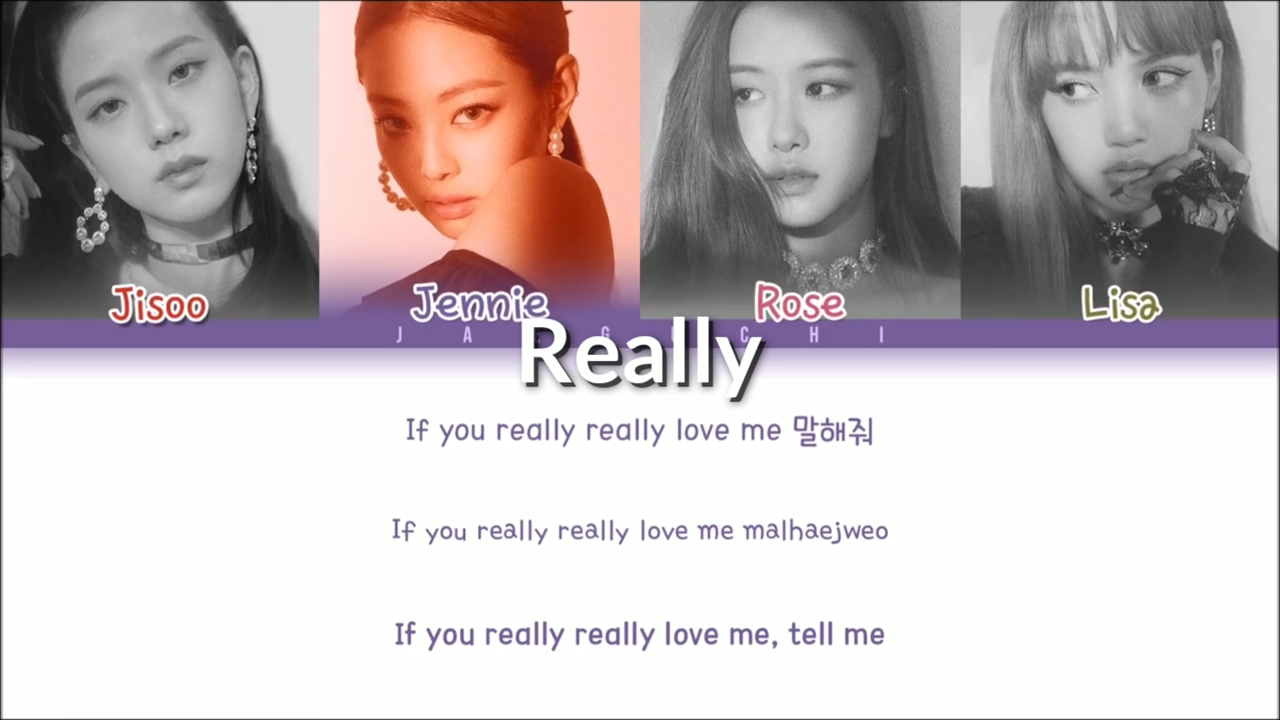 Jisoo Jennie Rose Lisa
Really
If you really really love me 말해줘
If you really really love me malhaejweo
If you really really love me, tell me